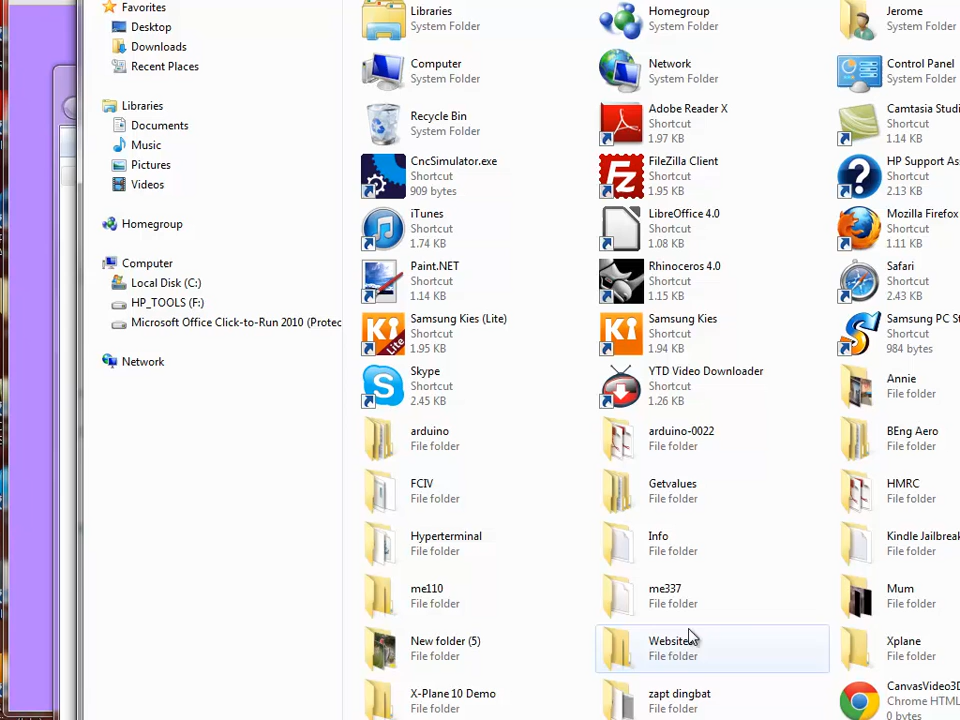 Favorites
Desktop
Downloads
Recent Places
Libraries
Documents
Music
Pictures
Videos
Homegroup
Computer
Local Disk (C:)
HP_TOOLS (F:)
Microsoft Office Click-to-Run 2010 (Protec
Network
Libraries
System Folder
Homegroup
System Folder
Jerome
System Folder
Computer
System Folder
Network
System Folder
Control Panel
System Folder
Recycle Bin
System Folder
Adobe Reader X
Shortcut
1.97 KB
Camtasia Studi
Shortcut
1.14 KB
CncSimulator.exe
Shortcut
909 bytes
FileZilla Client
Shortcut
1.95 KB
HP Support As
Shortcut
2.13 KB
iTunes
Shortcut
1.74 KB
LibreOffice 4.0
Shortcut
1.08 KB
Mozilla Firefox
Shortcut
1.11 KB
Paint.NET
Shortcut
1.14 KB
Rhinoceros 4.0
Shortcut
1.15 KB
Safari
Shortcut
2.43 KB
Samsung Kies (Lite)
Shortcut
1.95 KB
Samsung Kies
Shortcut
1.94 KB
Samsung PC St
Shortcut
984 bytes
Skype
Shortcut
2.45 KB
YTD Video Downloader
Shortcut
1.26 KB
Annie
File folder
arduino
File folder
arduino-0022
File folder
BEng Aero
File folder
FCIV
File folder
Getvalues
File folder
HMRC
File folder
Hyperterminal
File folder
Info
File folder
Kindle Jailbreak
File folder
me110
File folder
me337
File folder
Mum
File folder
New folder (5)
File folder
Website
File folder
Xplane
File folder
X-Plane 10 Demo
File folder
zapt dingbat
File folder
CanvasVideo3D
Chrome HTML
0 bytes